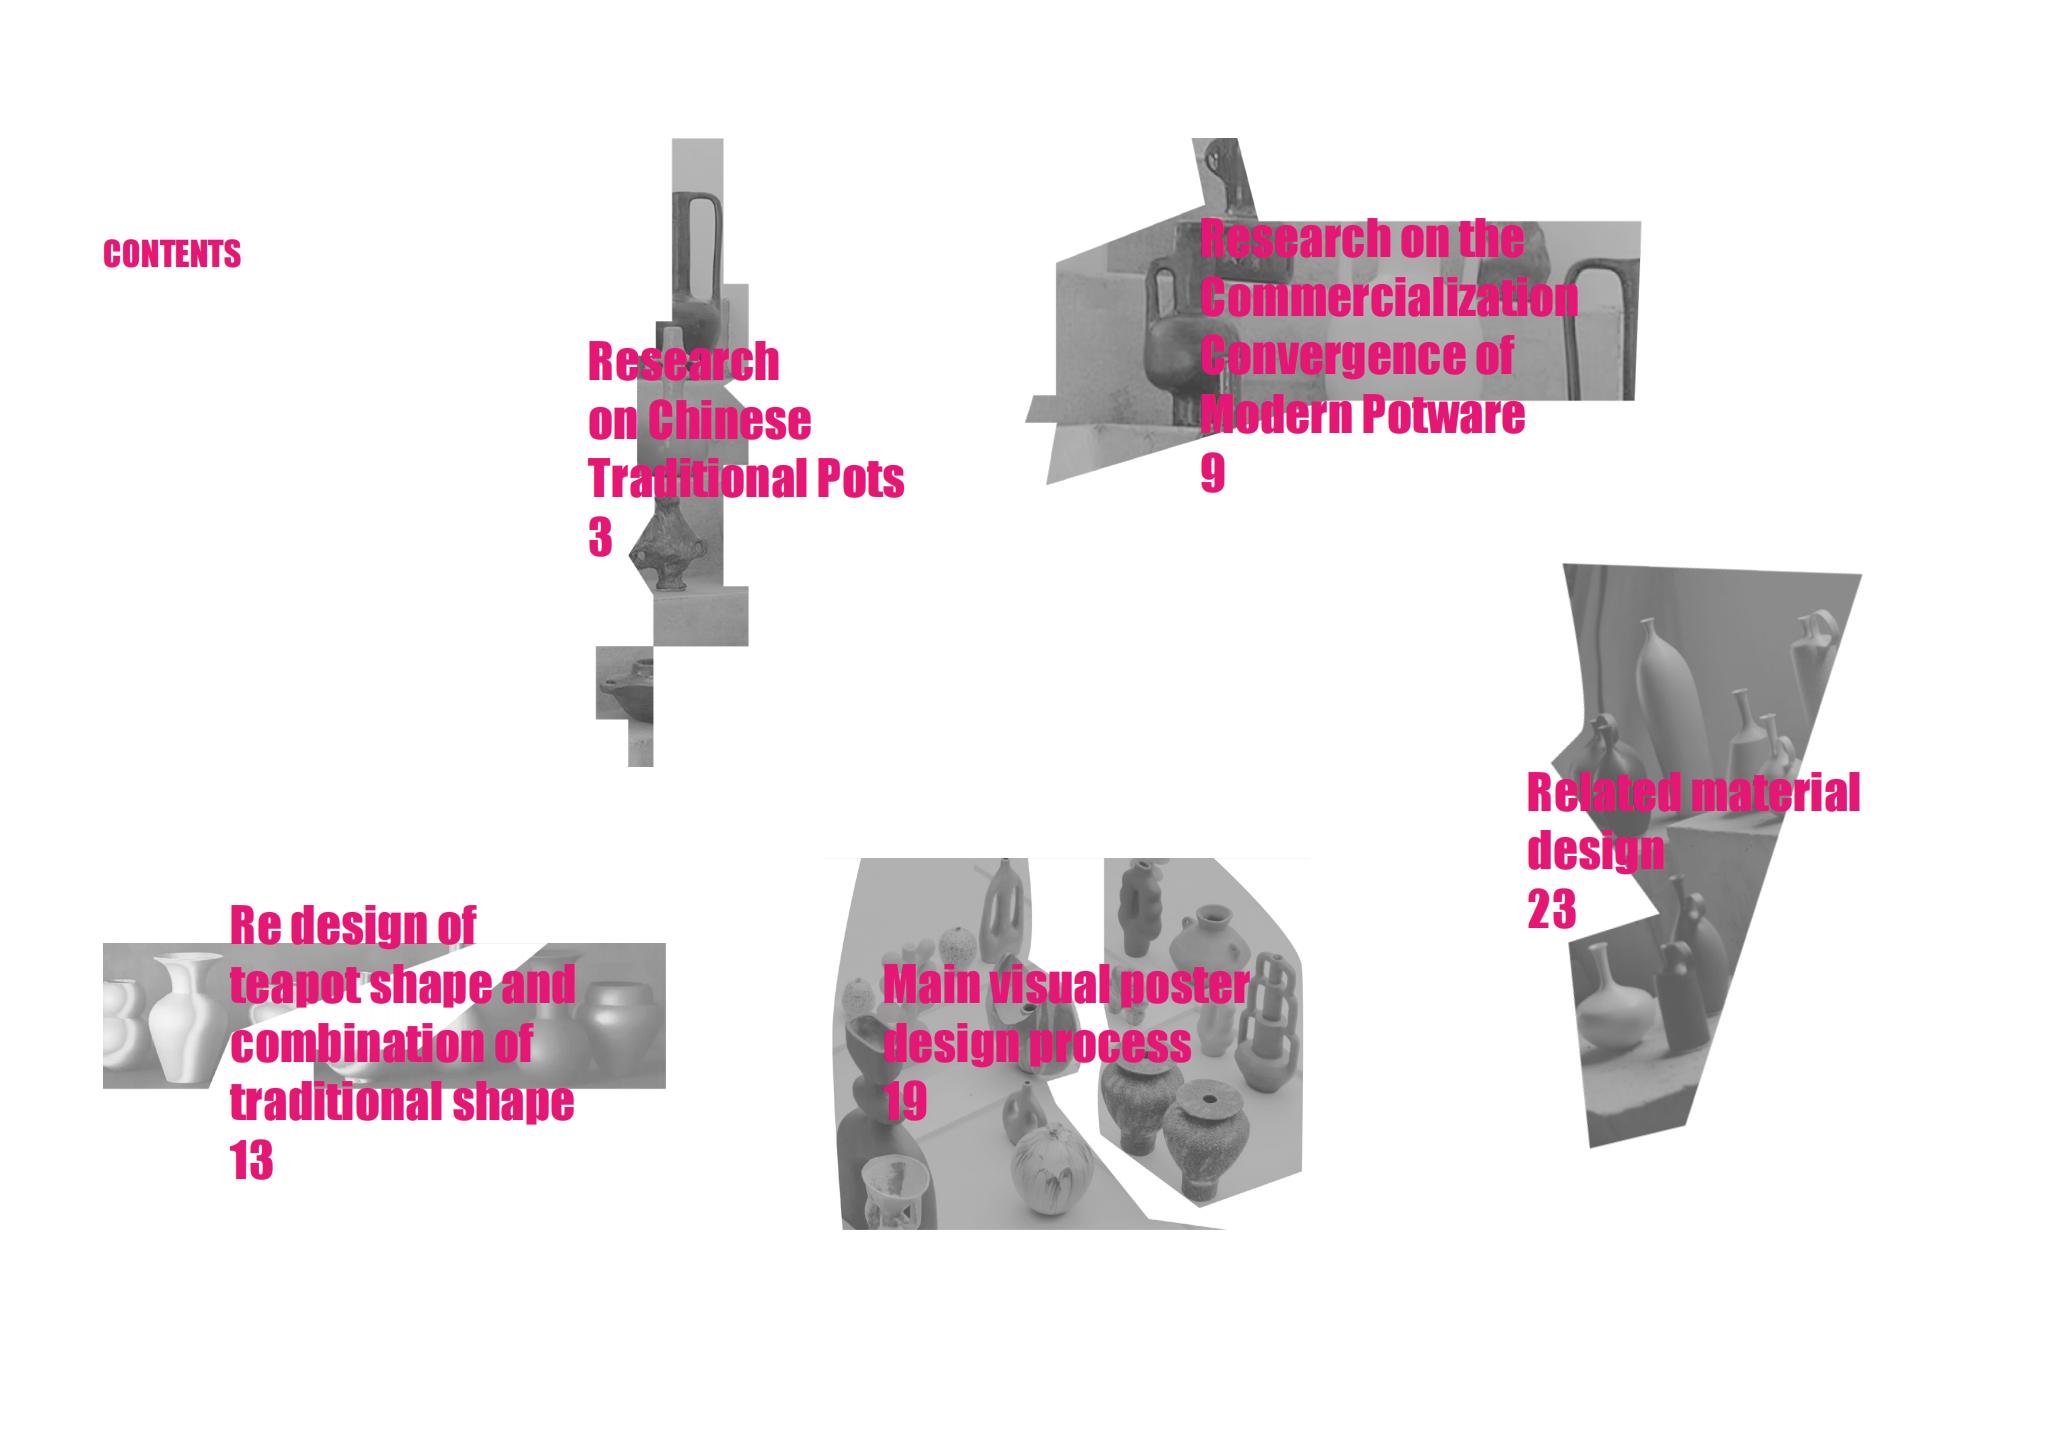 CONTENTS
Research
on Chinese
Traditional Pots
3
Research on the
Commercialization
Convergence of
Modern Potware
9
Re design of
teapot shape and
combination of
traditional shape
13
Main visual poster
design process
19
Related material
design
23